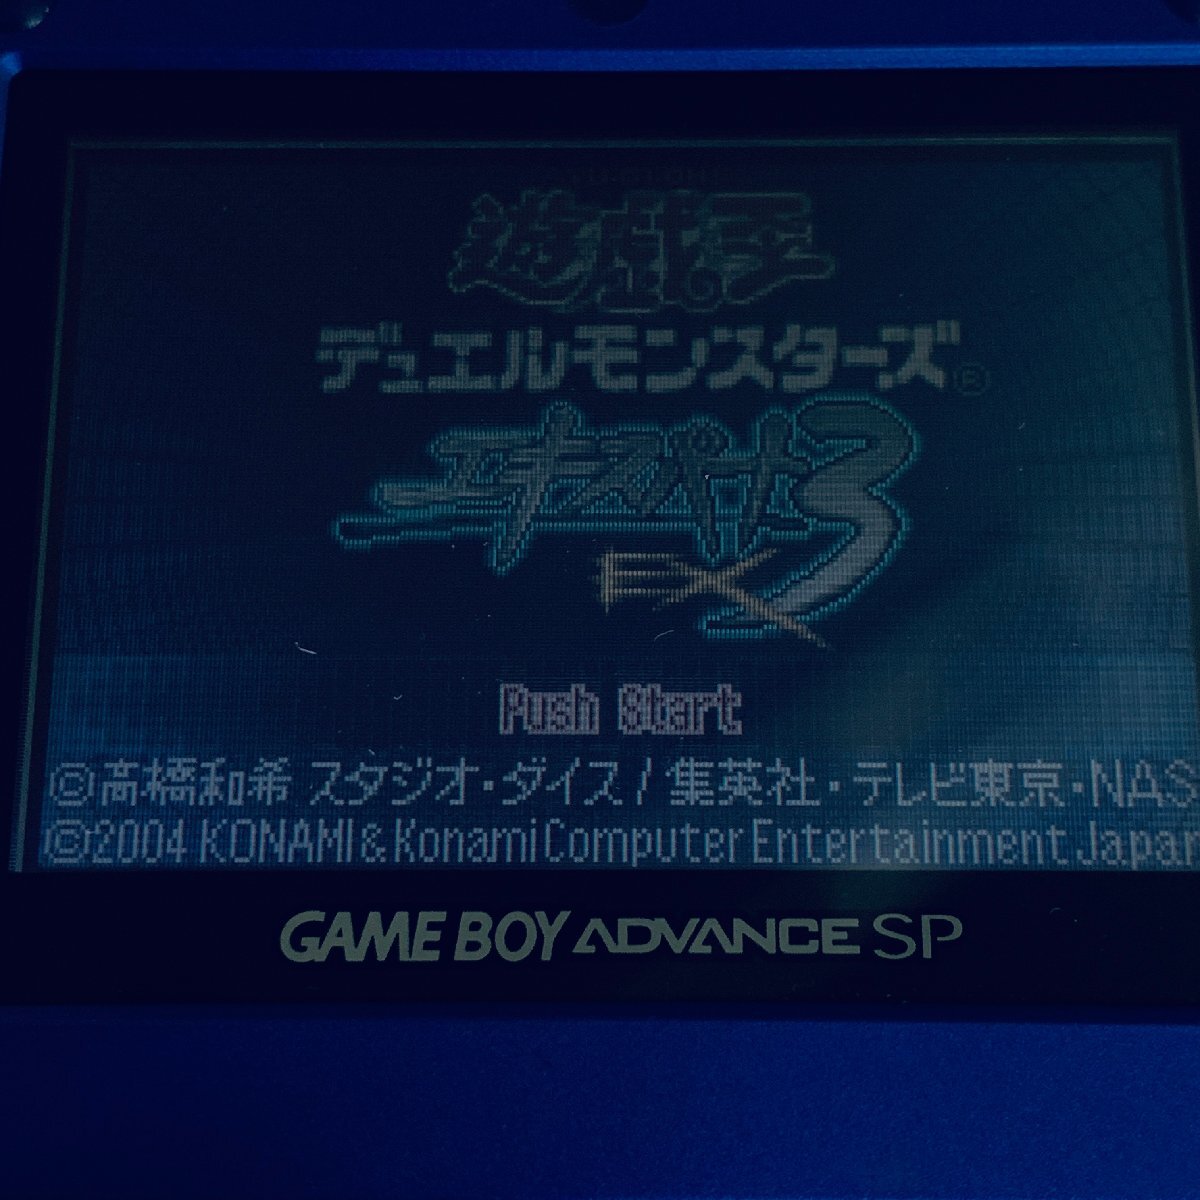 遊戯王
デュエルモンスターズ®
エキスパート3
EX
Push Start
©高橋和希 スタジオ・ダイス/集英社・テレビ東京・NAS
©2004 KONAMI & Konami Computer Entertainment Japan
GAME BOY ADVANCE SP